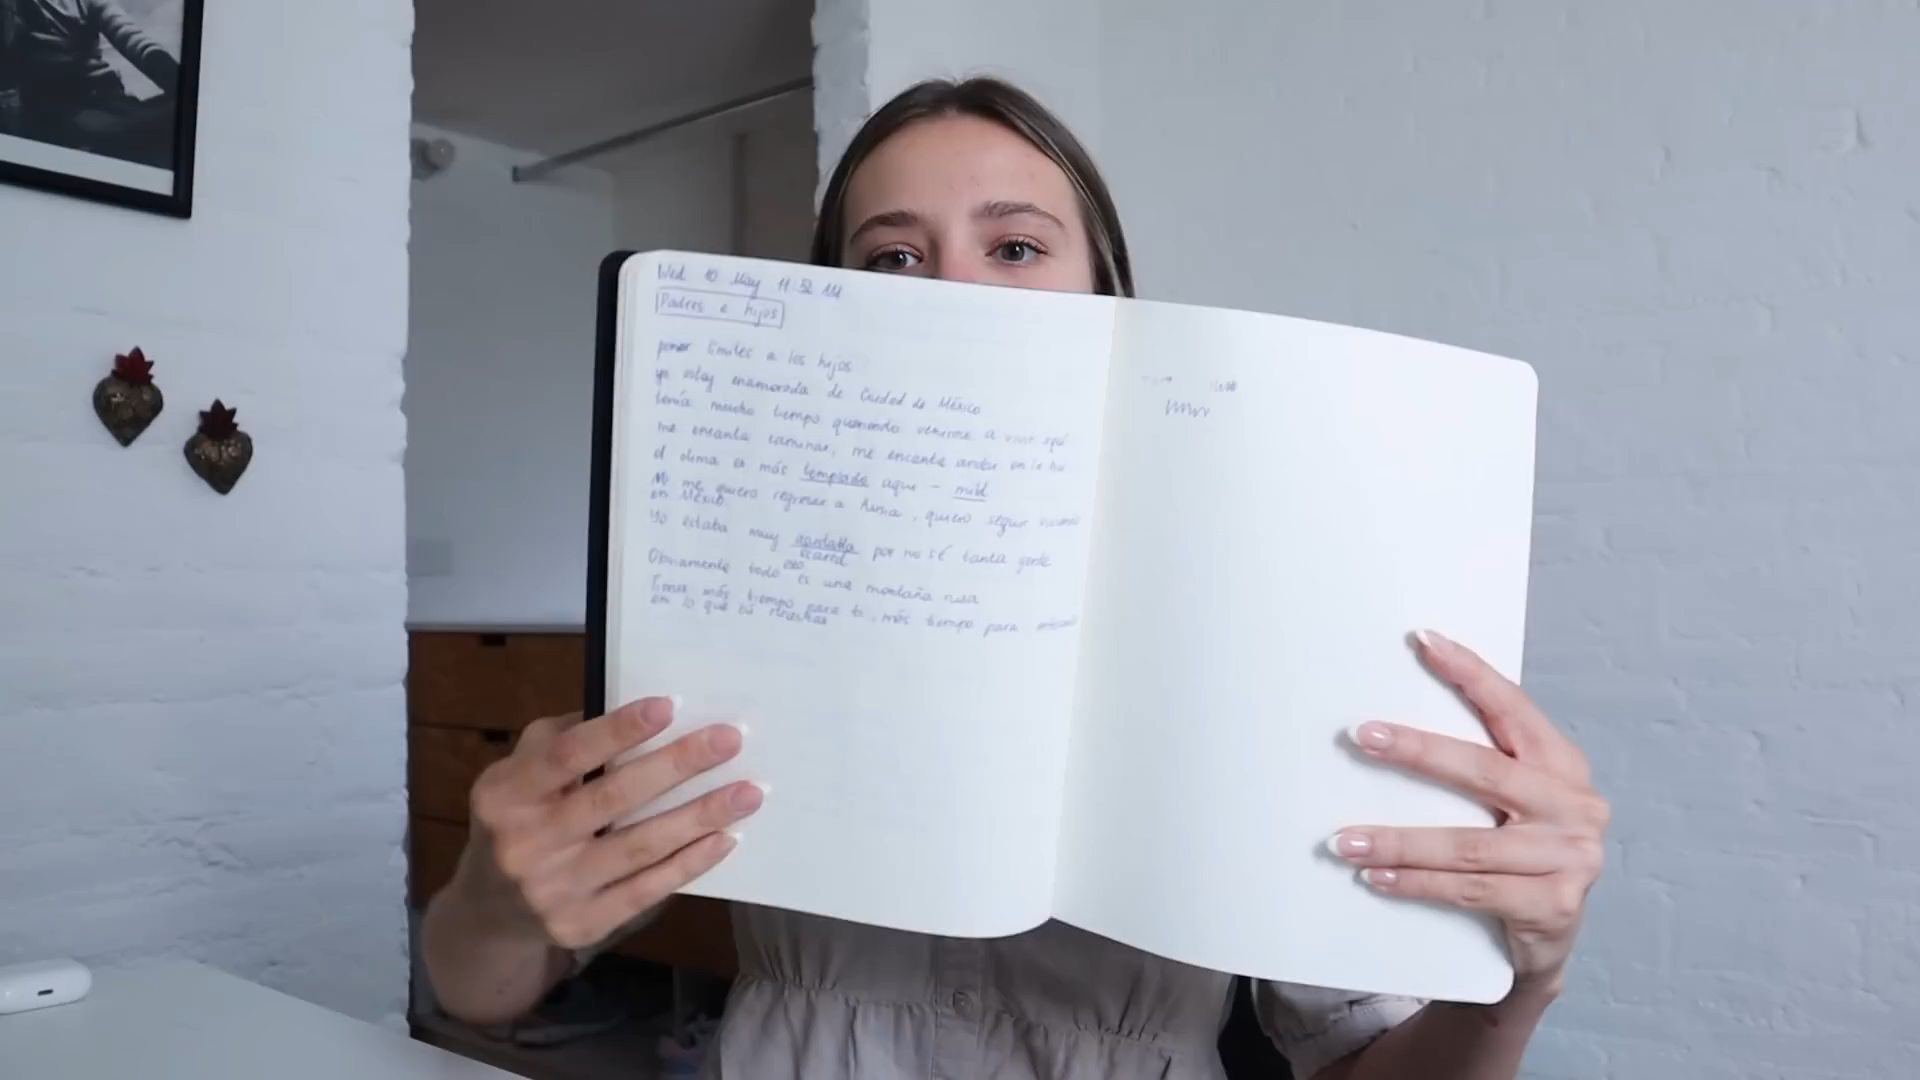 Wed 10 May 11:52 AM
Padres e hijos
poner límites a los hijos
yo estoy enamorada de Ciudad de México
tenía mucho tiempo queriendo venirme a vivir aquí
me encanta caminar, me encanta andar en la
el clima es más templado aquí - mild
No me quiero regresar a, quiero seguir viviendo
en México
Yo estaba muy
scared
por no sé tanta gente
Obviamente todo eso es una montaña rusa
Tienes más tiempo para ti, más tiempo para
en lo que tú necesitas